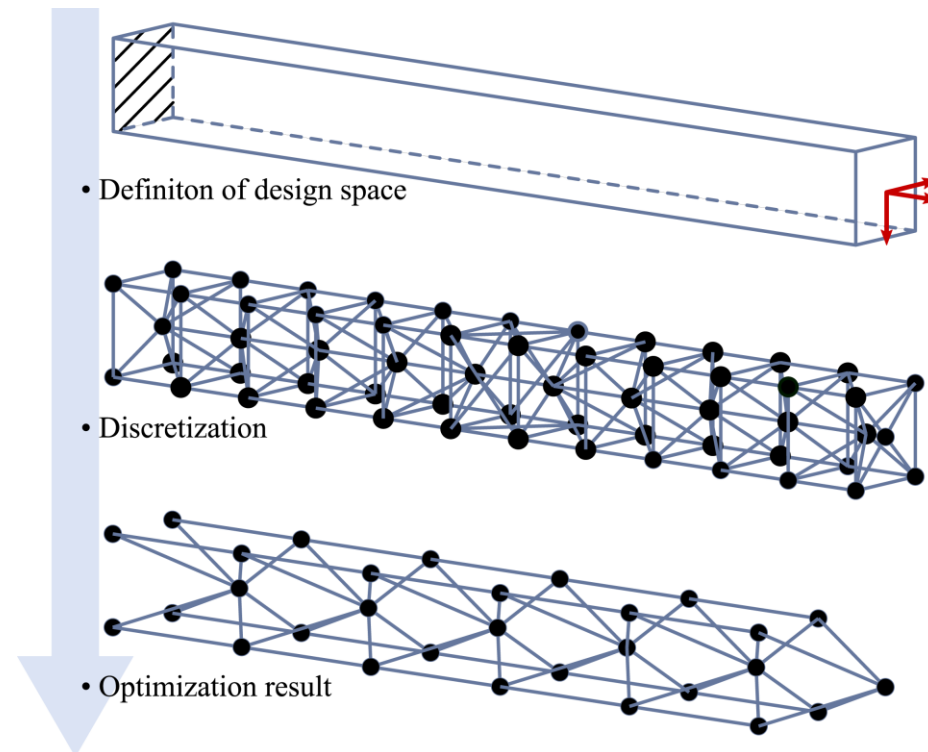 • Definiton of design space
• Discretization
• Optimization result